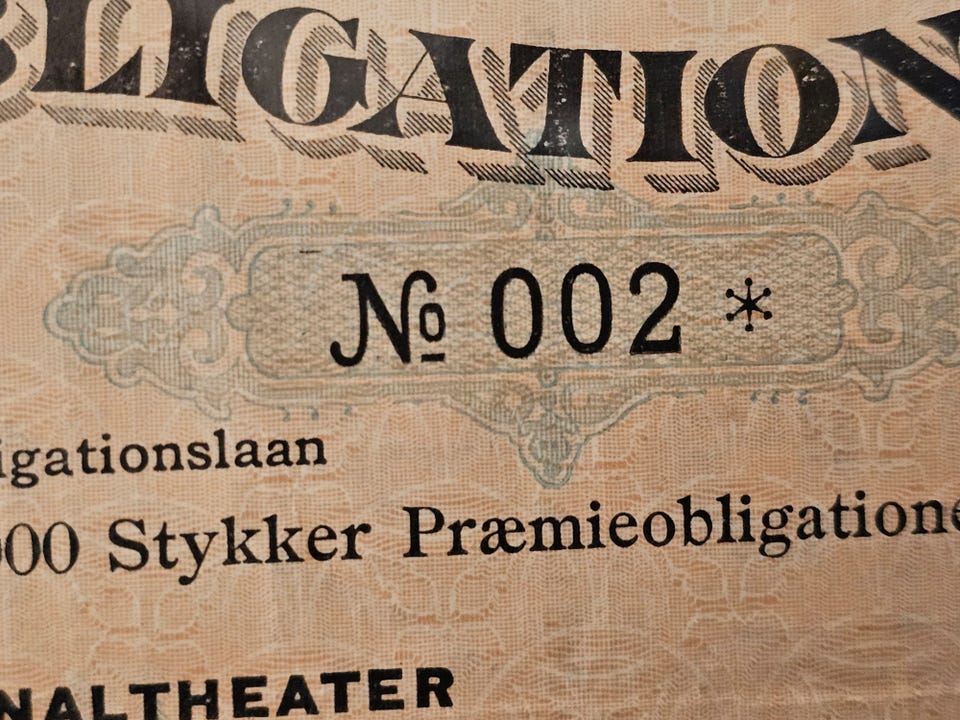 BLIGATION
№ 002 *
igationslaan
000 Stykker Præmieobligatione
NALTHEATER